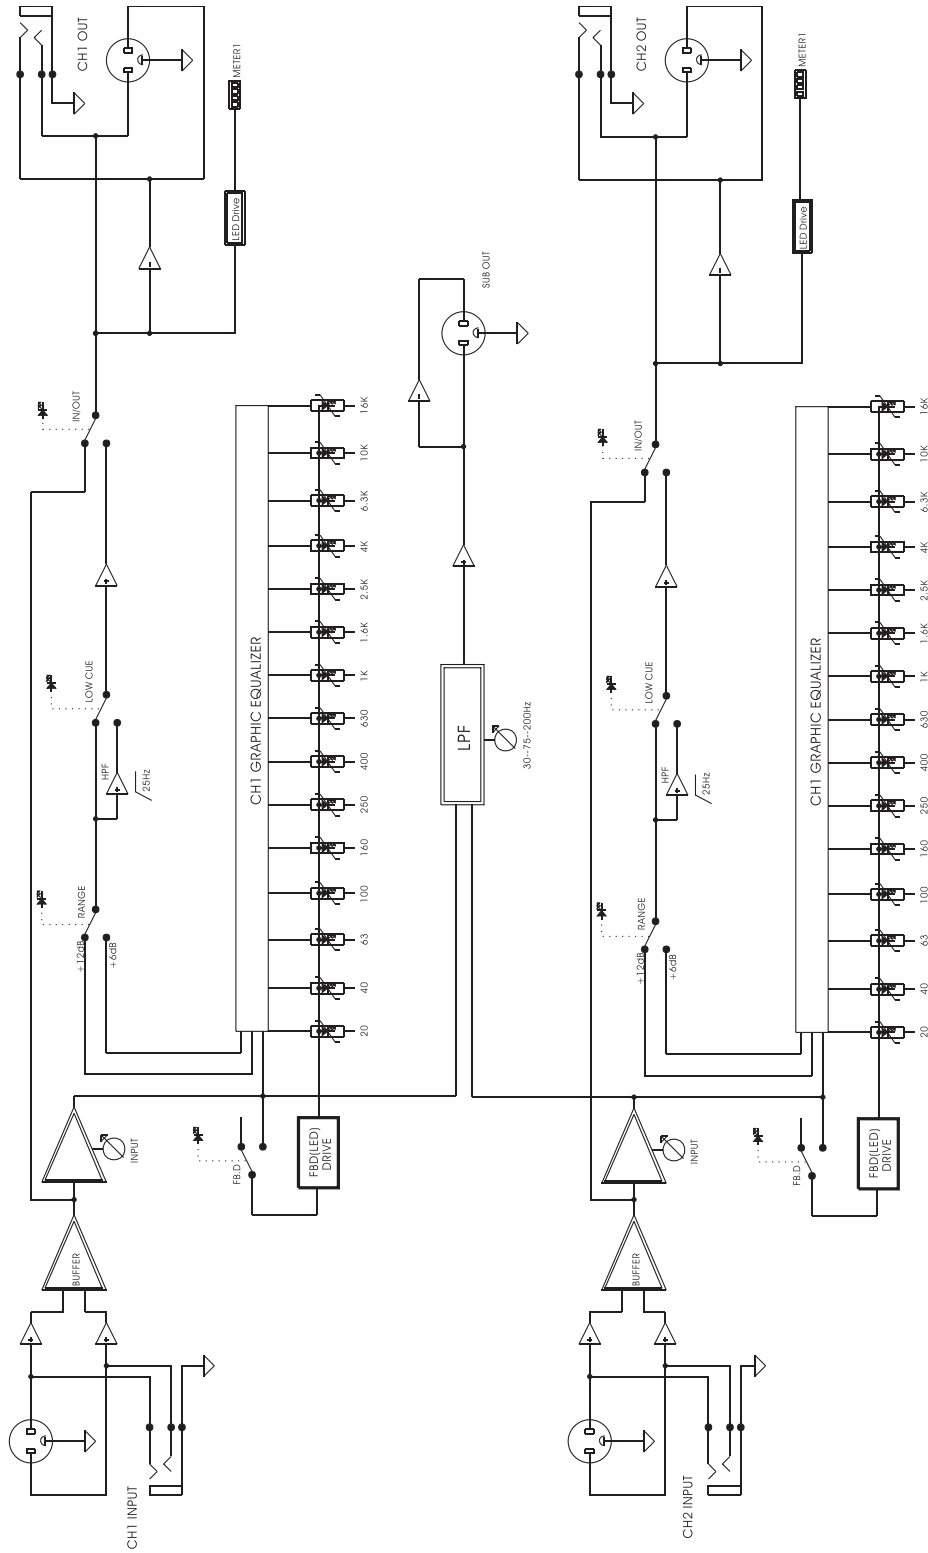 CH1 INPUT
BUFFER
INPUT
FB.D
FBD(LED)
DRIVE
+12dB
+6dB
RANGE
HPF
25Hz
LOW CUE
IN/OUT
CH1 GRAPHIC EQUALIZER
20
40
63
100
160
250
400
630
1K
1.6K
2.5K
4K
6.3K
10K
16K
LED Drive
METER1
CH1 OUT
LPF
30--75--200Hz
SUB OUT
CH2 INPUT
BUFFER
INPUT
FB.D
FBD(LED)
DRIVE
+12dB
+6dB
RANGE
HPF
25Hz
LOW CUE
IN/OUT
CH1 GRAPHIC EQUALIZER
20
40
63
100
160
250
400
630
1K
1.6K
2.5K
4K
6.3K
10K
16K
LED Drive
METER1
CH2 OUT